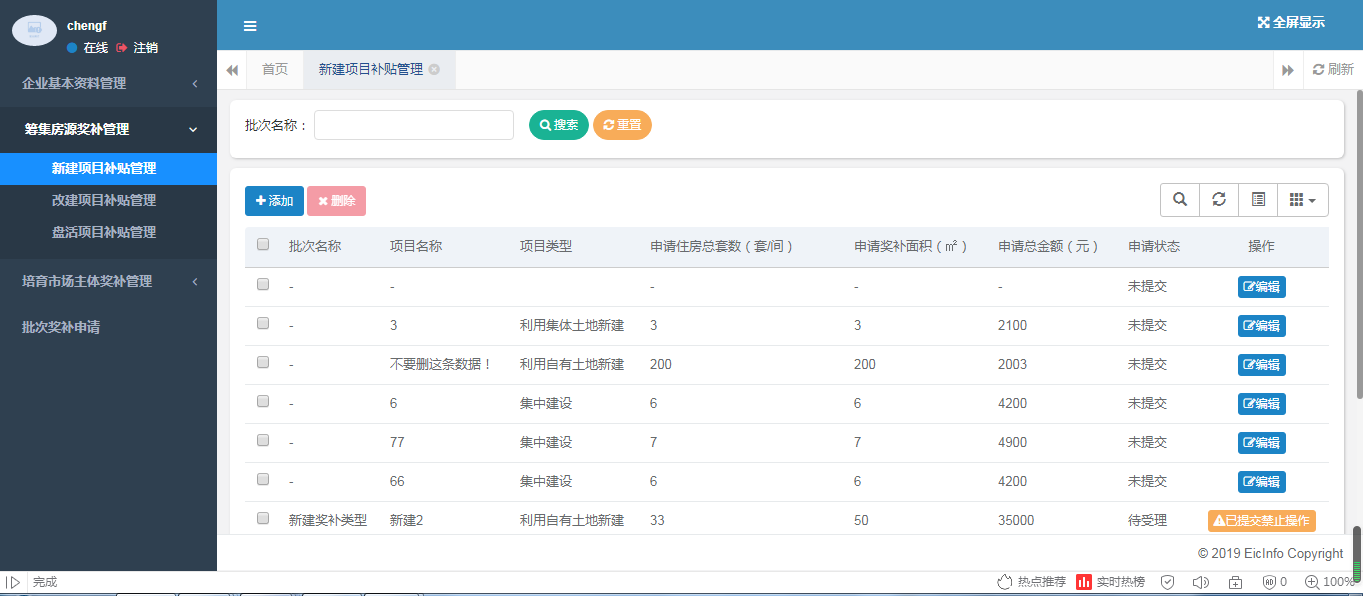 chengf
在线 注销
全屏显示
企业基本资料管理
筹集房源奖补管理
新建项目补贴管理
改建项目补贴管理
盘活项目补贴管理
培育市场主体奖补管理
批次奖补申请
首页 新建项目补贴管理 刷新
批次名称： 搜索 重置
添加 删除
批次名称 项目名称 项目类型 申请住房总套数（套/间） 申请奖补面积（㎡） 申请总金额（元） 申请状态 操作
- - - - - 未提交 编辑
- 3 利用集体土地新建 3 3 2100 未提交 编辑
- 不要删这条数据！ 利用自有土地新建 200 200 2003 未提交 编辑
- 6 集中建设 6 6 4200 未提交 编辑
- 77 集中建设 7 7 4900 未提交 编辑
- 66 集中建设 6 6 4200 未提交 编辑
新建奖补类型 新建2 利用自有土地新建 33 50 35000 待受理 已提交禁止操作
© 2019 EicInfo Copyright
完成 热点推荐 实时热榜 AD 0 100%